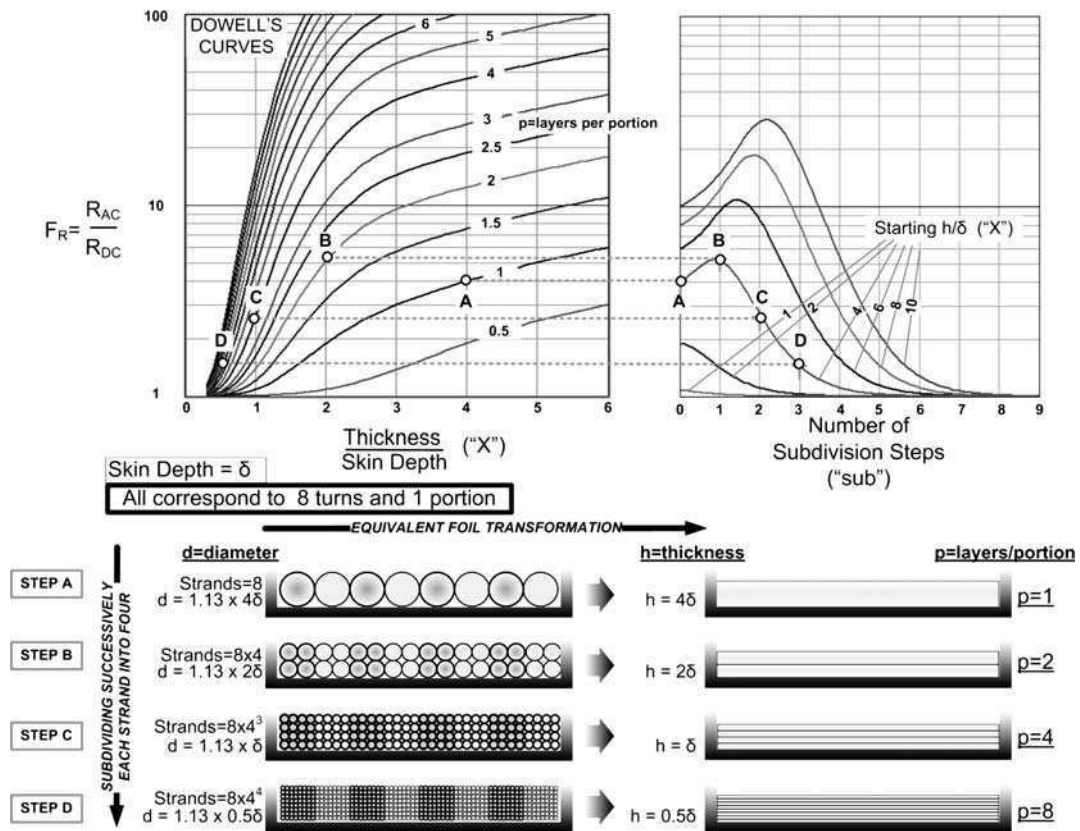 DOWELL'S
CURVES
100
10
1
F_R = R_AC / R_DC
6
5
4
3
p=layers per portion
2.5
2
1.5
1
0.5
A
B
C
D
0 1 2 3 4 5 6
Thickness
Skin Depth
("X")
A
B
C
D
Starting h/δ ("X")
1 2 4 6 8 10
0 1 2 3 4 5 6 7 8 9
Number of
Subdivision Steps
("sub")
Skin Depth = δ
All correspond to 8 turns and 1 portion
EQUIVALENT FOIL TRANSFORMATION
SUBDIVIDING SUCCESSIVELY
EACH STRAND INTO FOUR
d=diameter
h=thickness
p=layers/portion
STEP A
Strands=8
d = 1.13 x 4δ
h = 4δ
p=1
STEP B
Strands=8x4
d = 1.13 x 2δ
h = 2δ
p=2
STEP C
Strands=8x4³
d = 1.13 x δ
h = δ
p=4
STEP D
Strands=8x4⁴
d = 1.13 x 0.5δ
h = 0.5δ
p=8